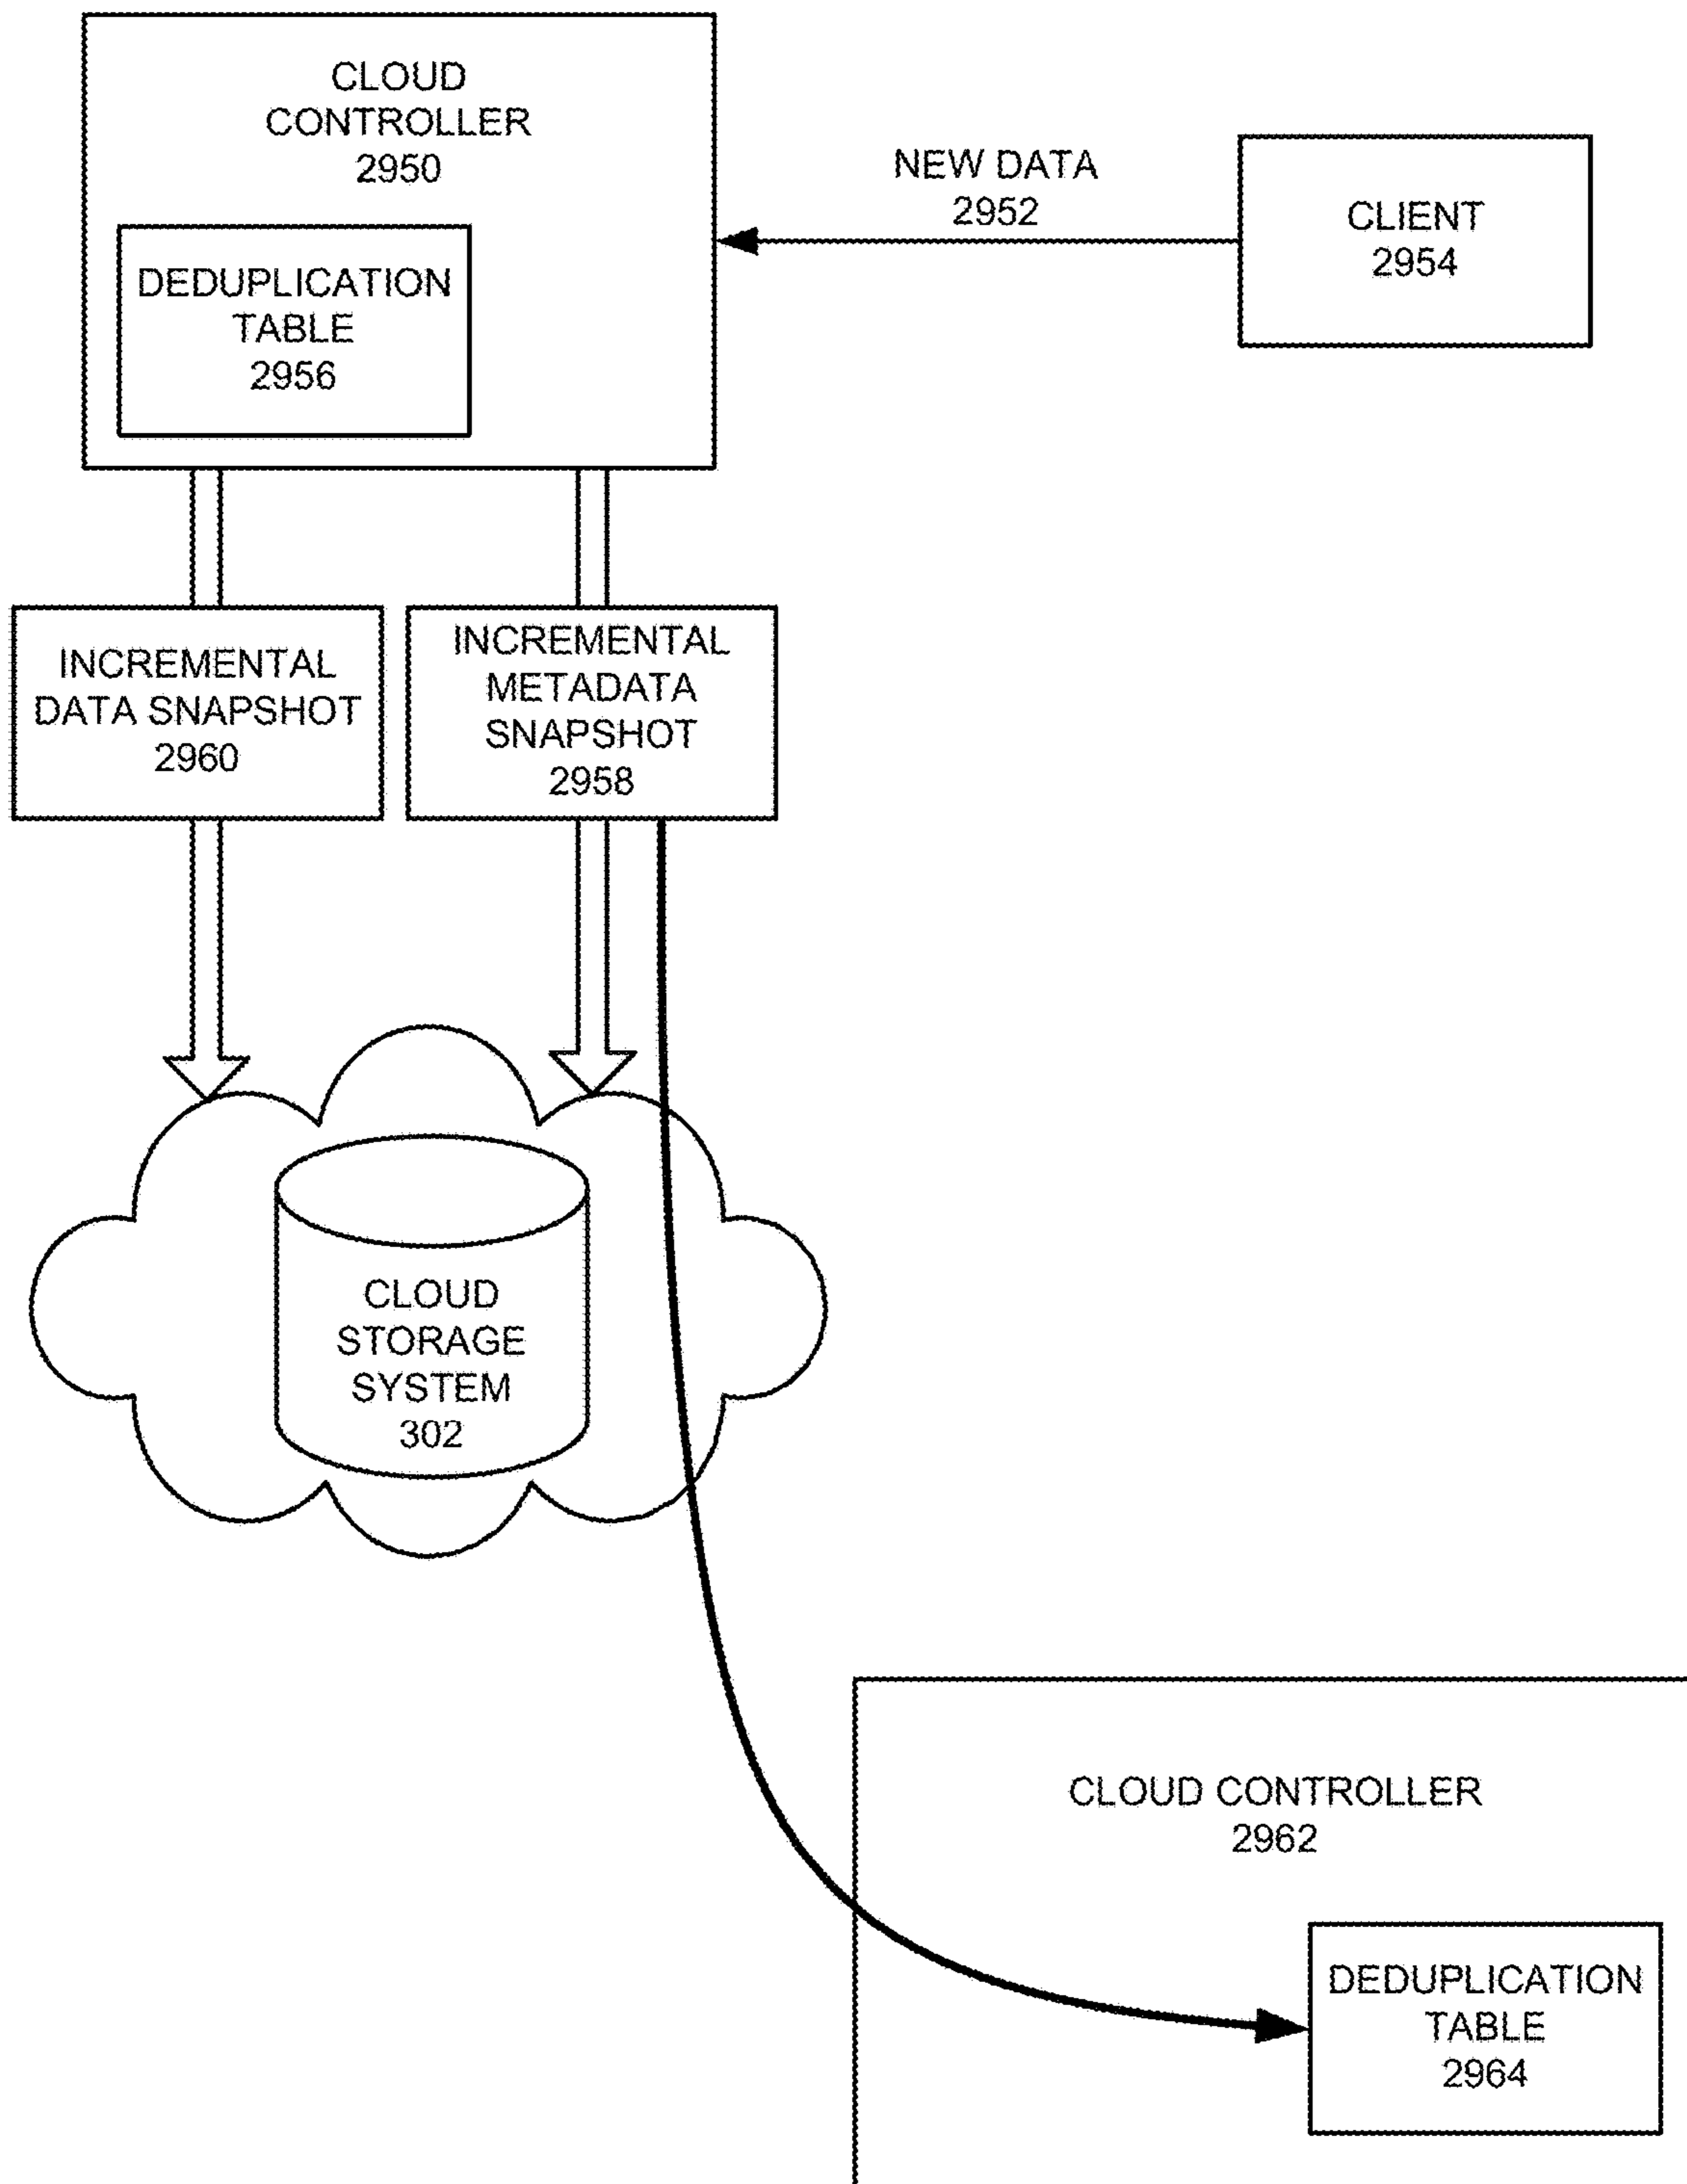 CLOUD
CONTROLLER
2950
NEW DATA
2952
CLIENT
2954
DEDUPLICATION
TABLE
2956
INCREMENTAL
DATA SNAPSHOT
2960
INCREMENTAL
METADATA
SNAPSHOT
2958
CLOUD
STORAGE
SYSTEM
302
CLOUD CONTROLLER
2962
DEDUPLICATION
TABLE
2964